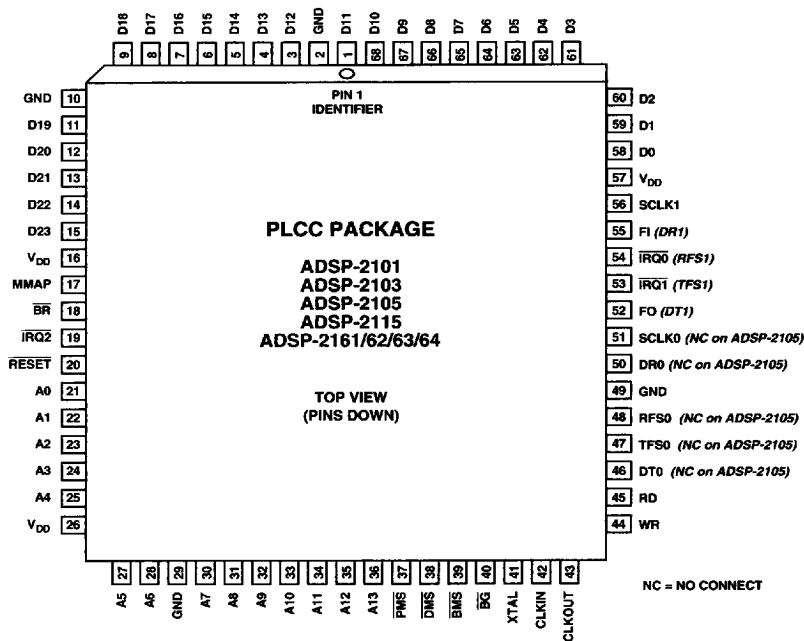 D18 D17 D16 D15 D14 D13 D12 GND D11 D10 D9 D8 D7 D6 D5 D4 D3
9 8 7 6 5 4 3 2 1 68 67 66 65 64 63 62 61
PIN 1
IDENTIFIER
GND 10
D19 11
D20 12
D21 13
D22 14
D23 15
VDD 16
MMAP 17
BR 18
IRQ2 19
RESET 20
A0 21
A1 22
A2 23
A3 24
A4 25
VDD 26
PLCC PACKAGE
ADSP-2101
ADSP-2103
ADSP-2105
ADSP-2115
ADSP-2161/62/63/64
TOP VIEW
(PINS DOWN)
60 D2
59 D1
58 D0
57 VDD
56 SCLK1
55 FI (DR1)
54 IRQ0 (RFS1)
53 IRQ1 (TFS1)
52 FO (DT1)
51 SCLK0 (NC on ADSP-2105)
50 DR0 (NC on ADSP-2105)
49 GND
48 RFS0 (NC on ADSP-2105)
47 TFS0 (NC on ADSP-2105)
46 DT0 (NC on ADSP-2105)
45 RD
44 WR
27 28 29 30 31 32 33 34 35 36 37 38 39 40 41 42 43
A5 A6 GND A7 A8 A9 A10 A11 A12 A13 PMS DMS BMS BG XTAL CLKIN CLKOUT
NC = NO CONNECT